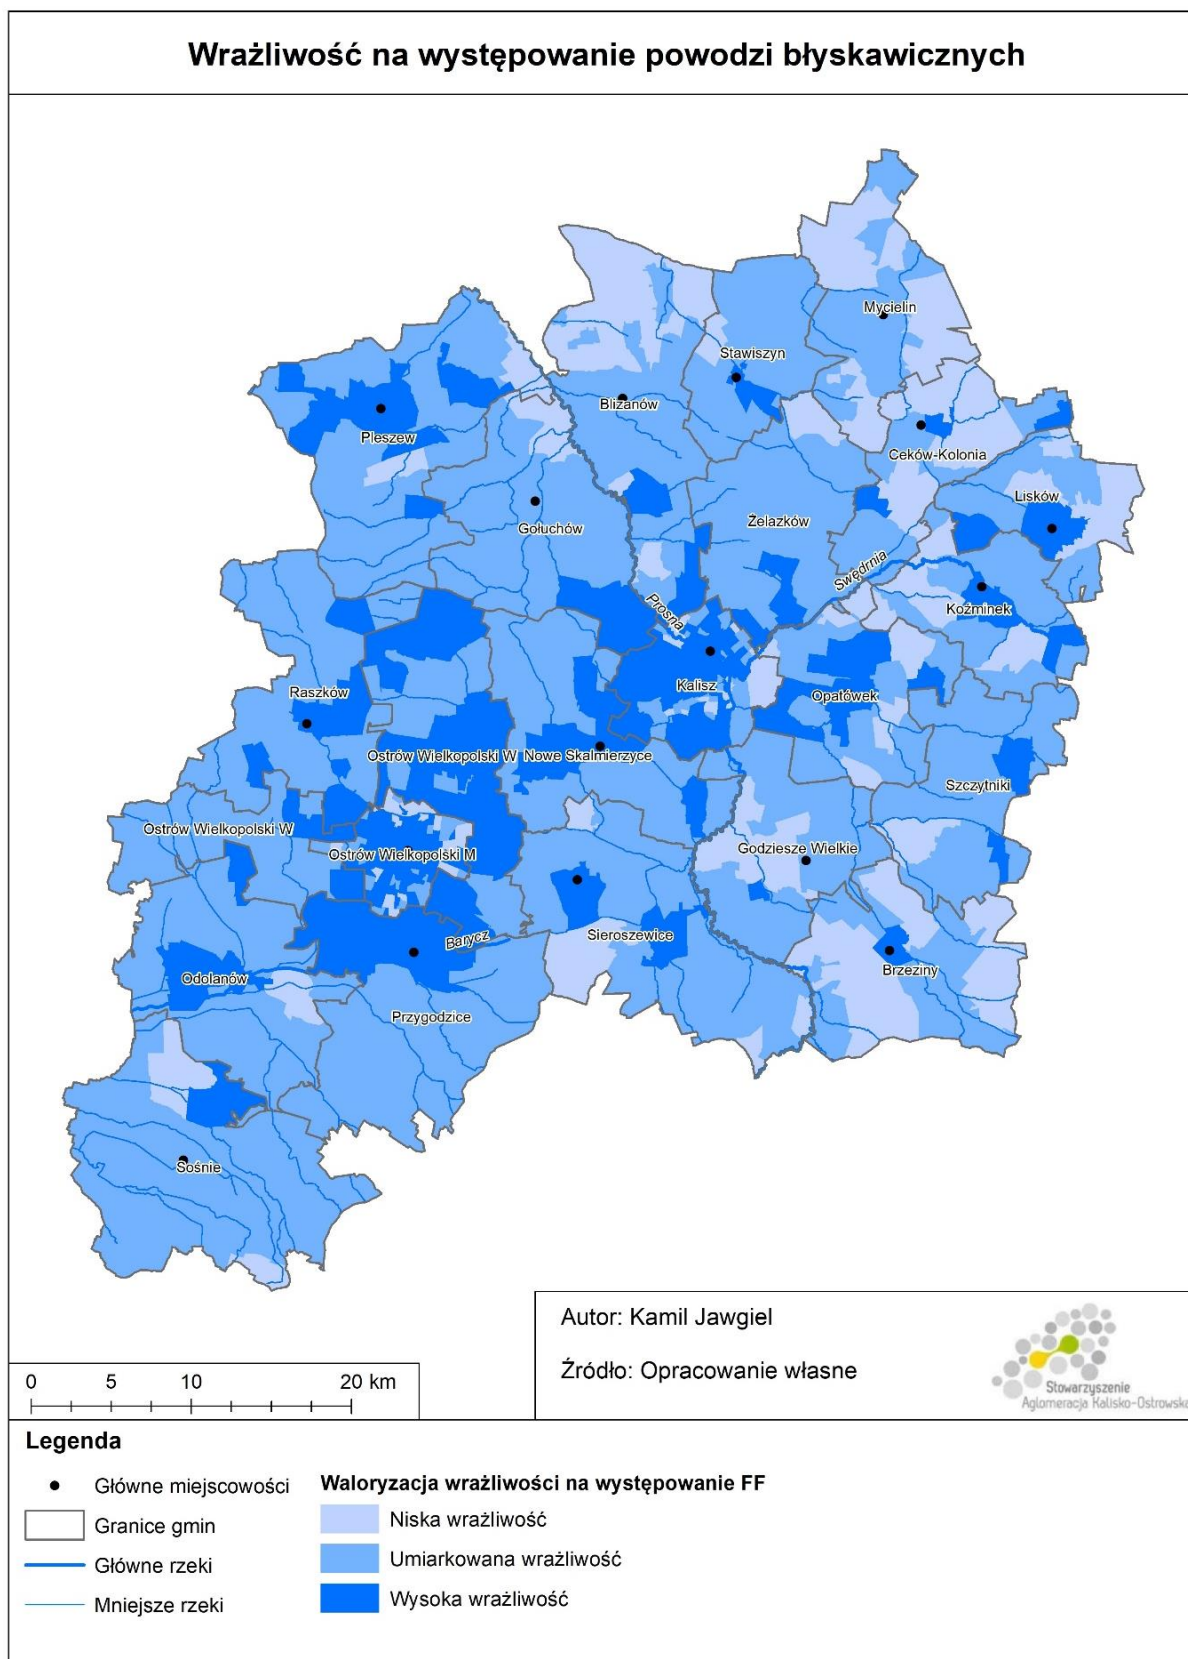 Wrażliwość na występowanie powodzi błyskawicznych
Mycielin
Stawiszyn
Bliżanów
Pleszew
Ceków-Kolonia
Lisków
Gołuchów
Żelazków
Swędrnia
Prosna
Koźminek
Kalisz
Raszków
Opatówek
Ostrów Wielkopolski W
Nowe Skalmierzyce
Szczytniki
Ostrów Wielkopolski W
Ostrów Wielkopolski M
Godziesze Wielkie
Sieroszewice
Barycz
Brzeziny
Odolanów
Przygodzice
Sośnie
Autor: Kamil Jawgiel
Źródło: Opracowanie własne
Stowarzyszenie
Aglomeracja Kalisko-Ostrowska
0 5 10 20 km
Legenda
Główne miejscowości
Granice gmin
Główne rzeki
Mniejsze rzeki
Waloryzacja wrażliwości na występowanie FF
Niska wrażliwość
Umiarkowana wrażliwość
Wysoka wrażliwość